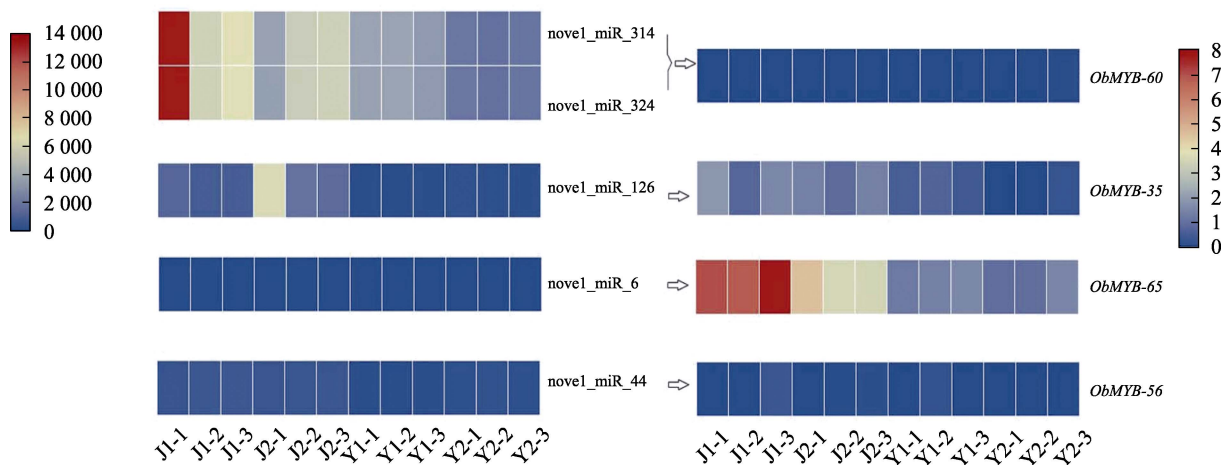 14 000
12 000
10 000
8 000
6 000
4 000
2 000
0
nove1_miR_314
nove1_miR_324
nove1_miR_126
nove1_miR_6
nove1_miR_44
J1-1 J1-2 J1-3 J2-1 J2-2 J2-3 Y1-1 Y1-2 Y1-3 Y2-1 Y2-2 Y2-3
ObMYB-60
ObMYB-35
ObMYB-65
ObMYB-56
J1-1 J1-2 J1-3 J2-1 J2-2 J2-3 Y1-1 Y1-2 Y1-3 Y2-1 Y2-2 Y2-3
8
7
6
5
4
3
2
1
0